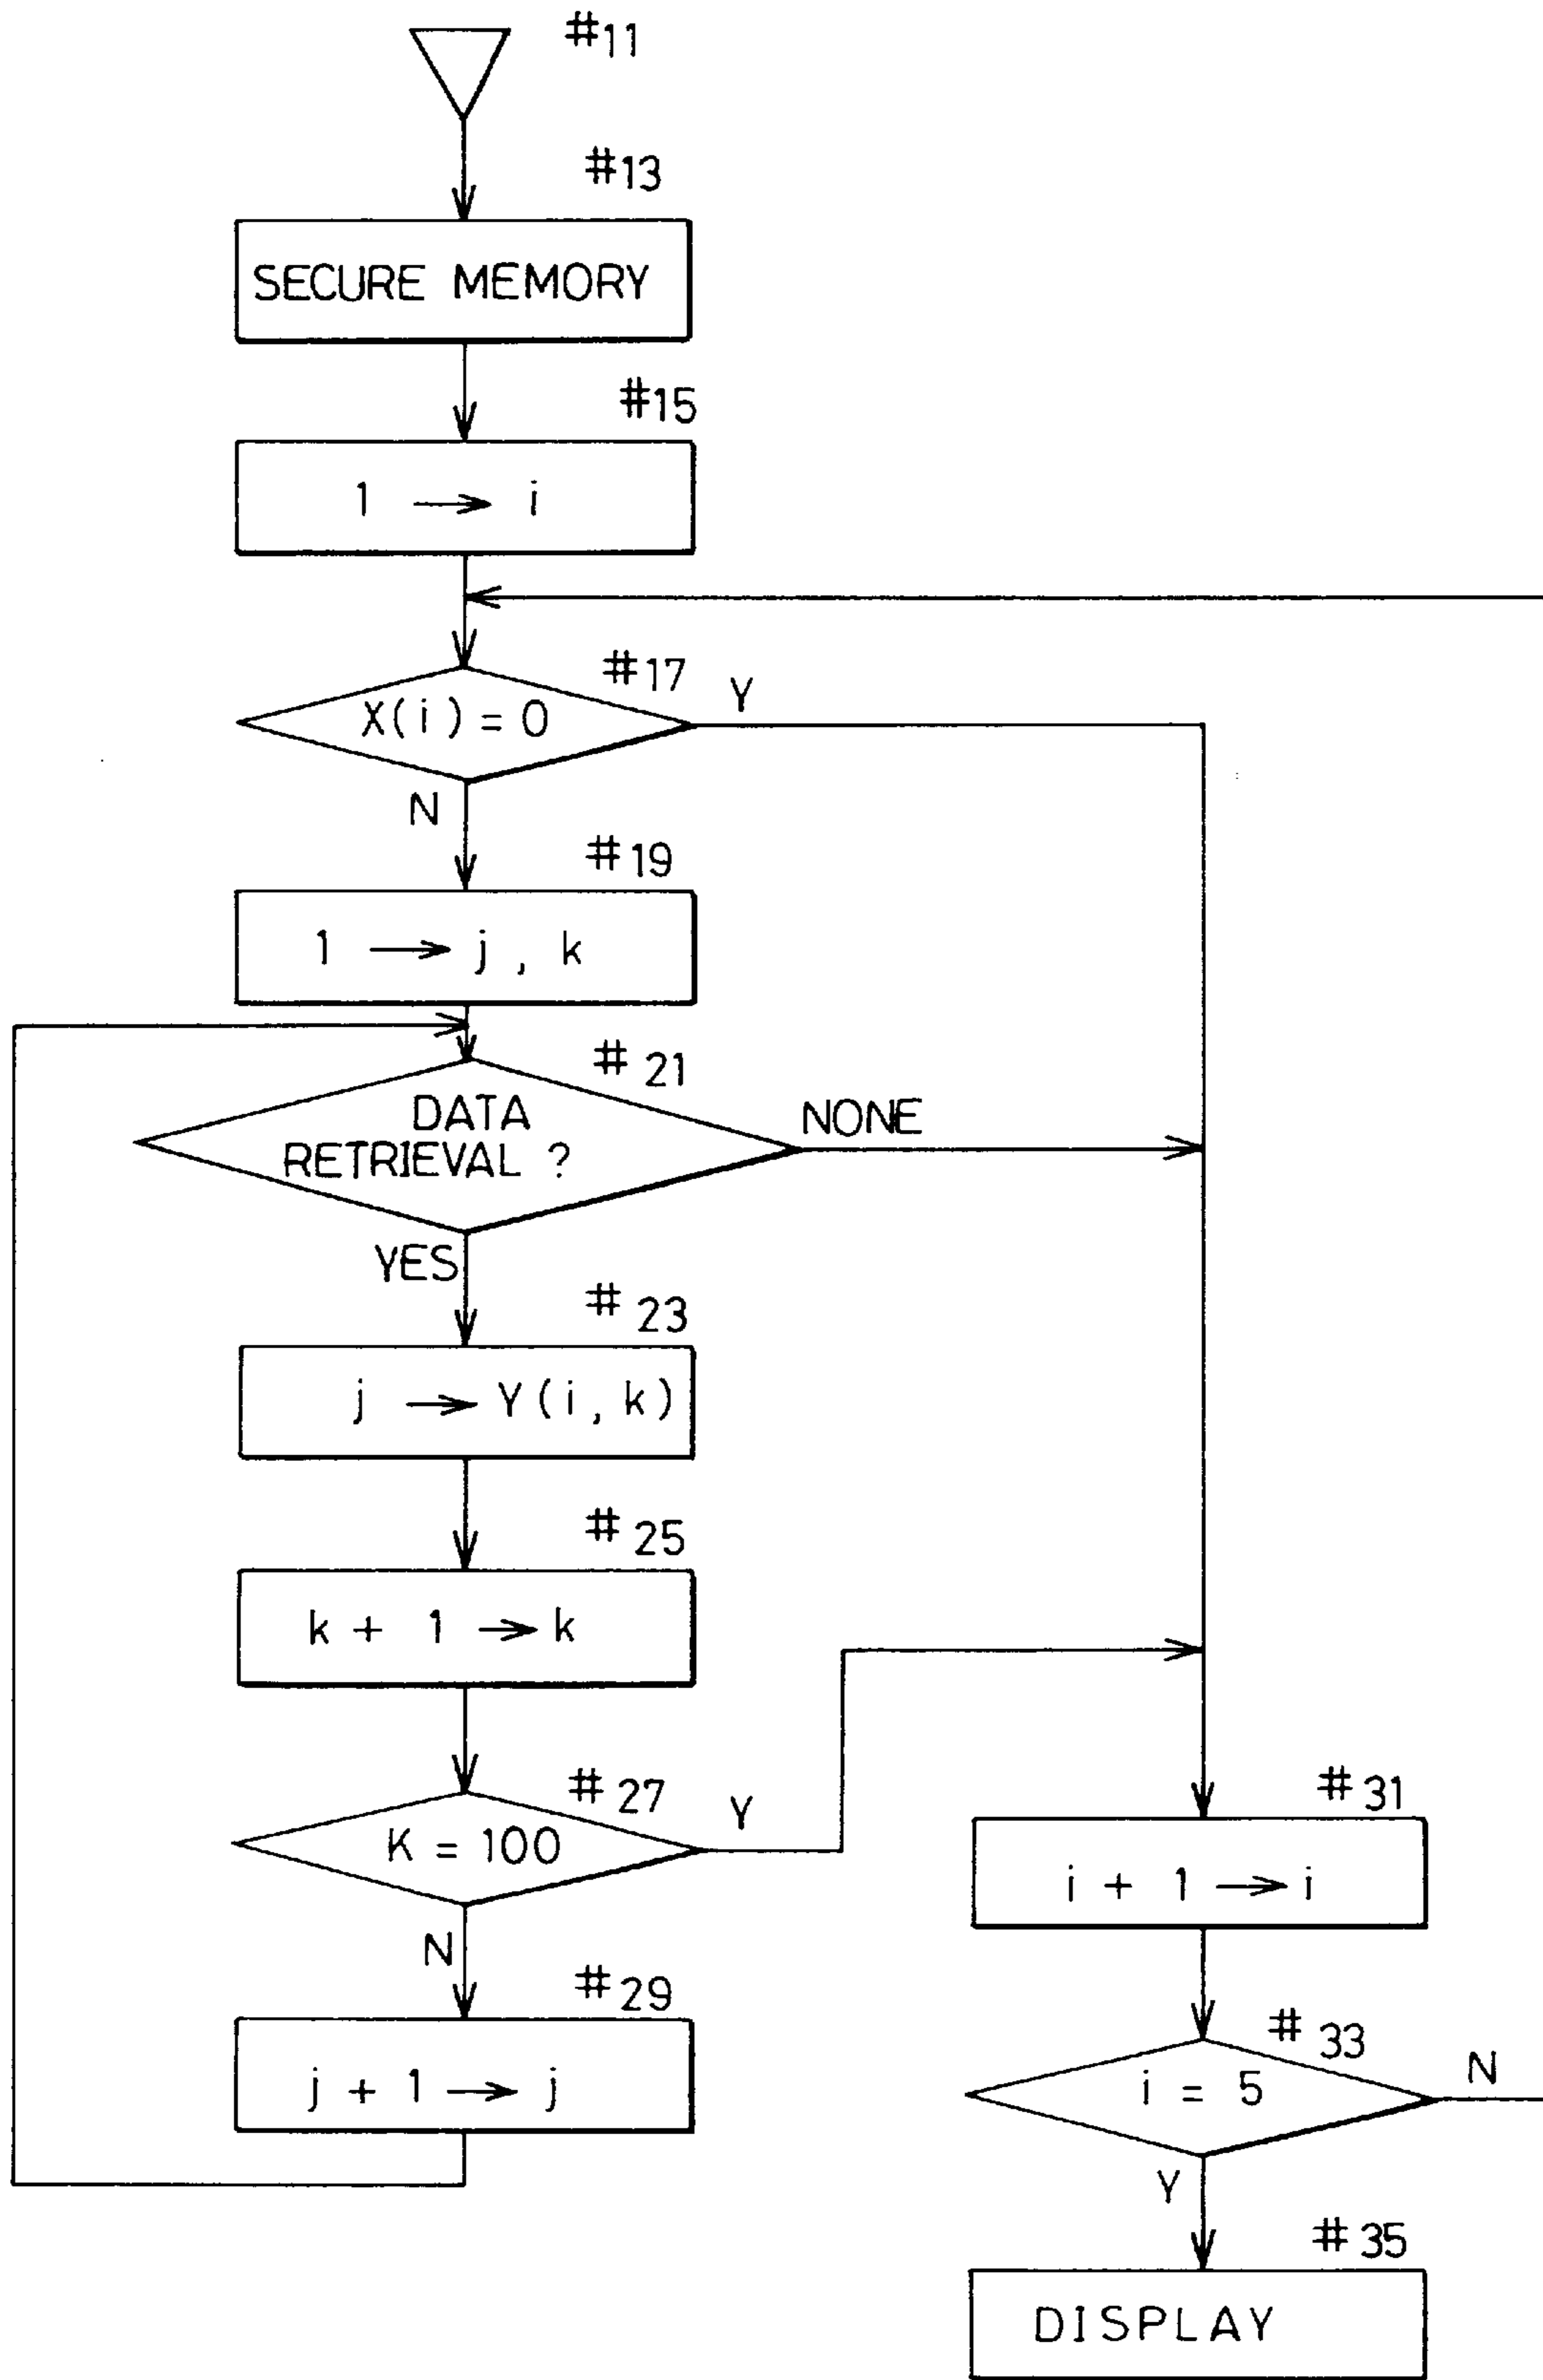 #11
#13
SECURE MEMORY
#15
1 → i
#17
X(i) = 0
Y
N
#19
1 → j, k
#21
DATA
RETRIEVAL ?
NONE
YES
#23
j → Y(i, k)
#25
k + 1 → k
#27
K = 100
Y
N
#29
j + 1 → j
#31
i + 1 → i
#33
i = 5
N
Y
#35
DISPLAY